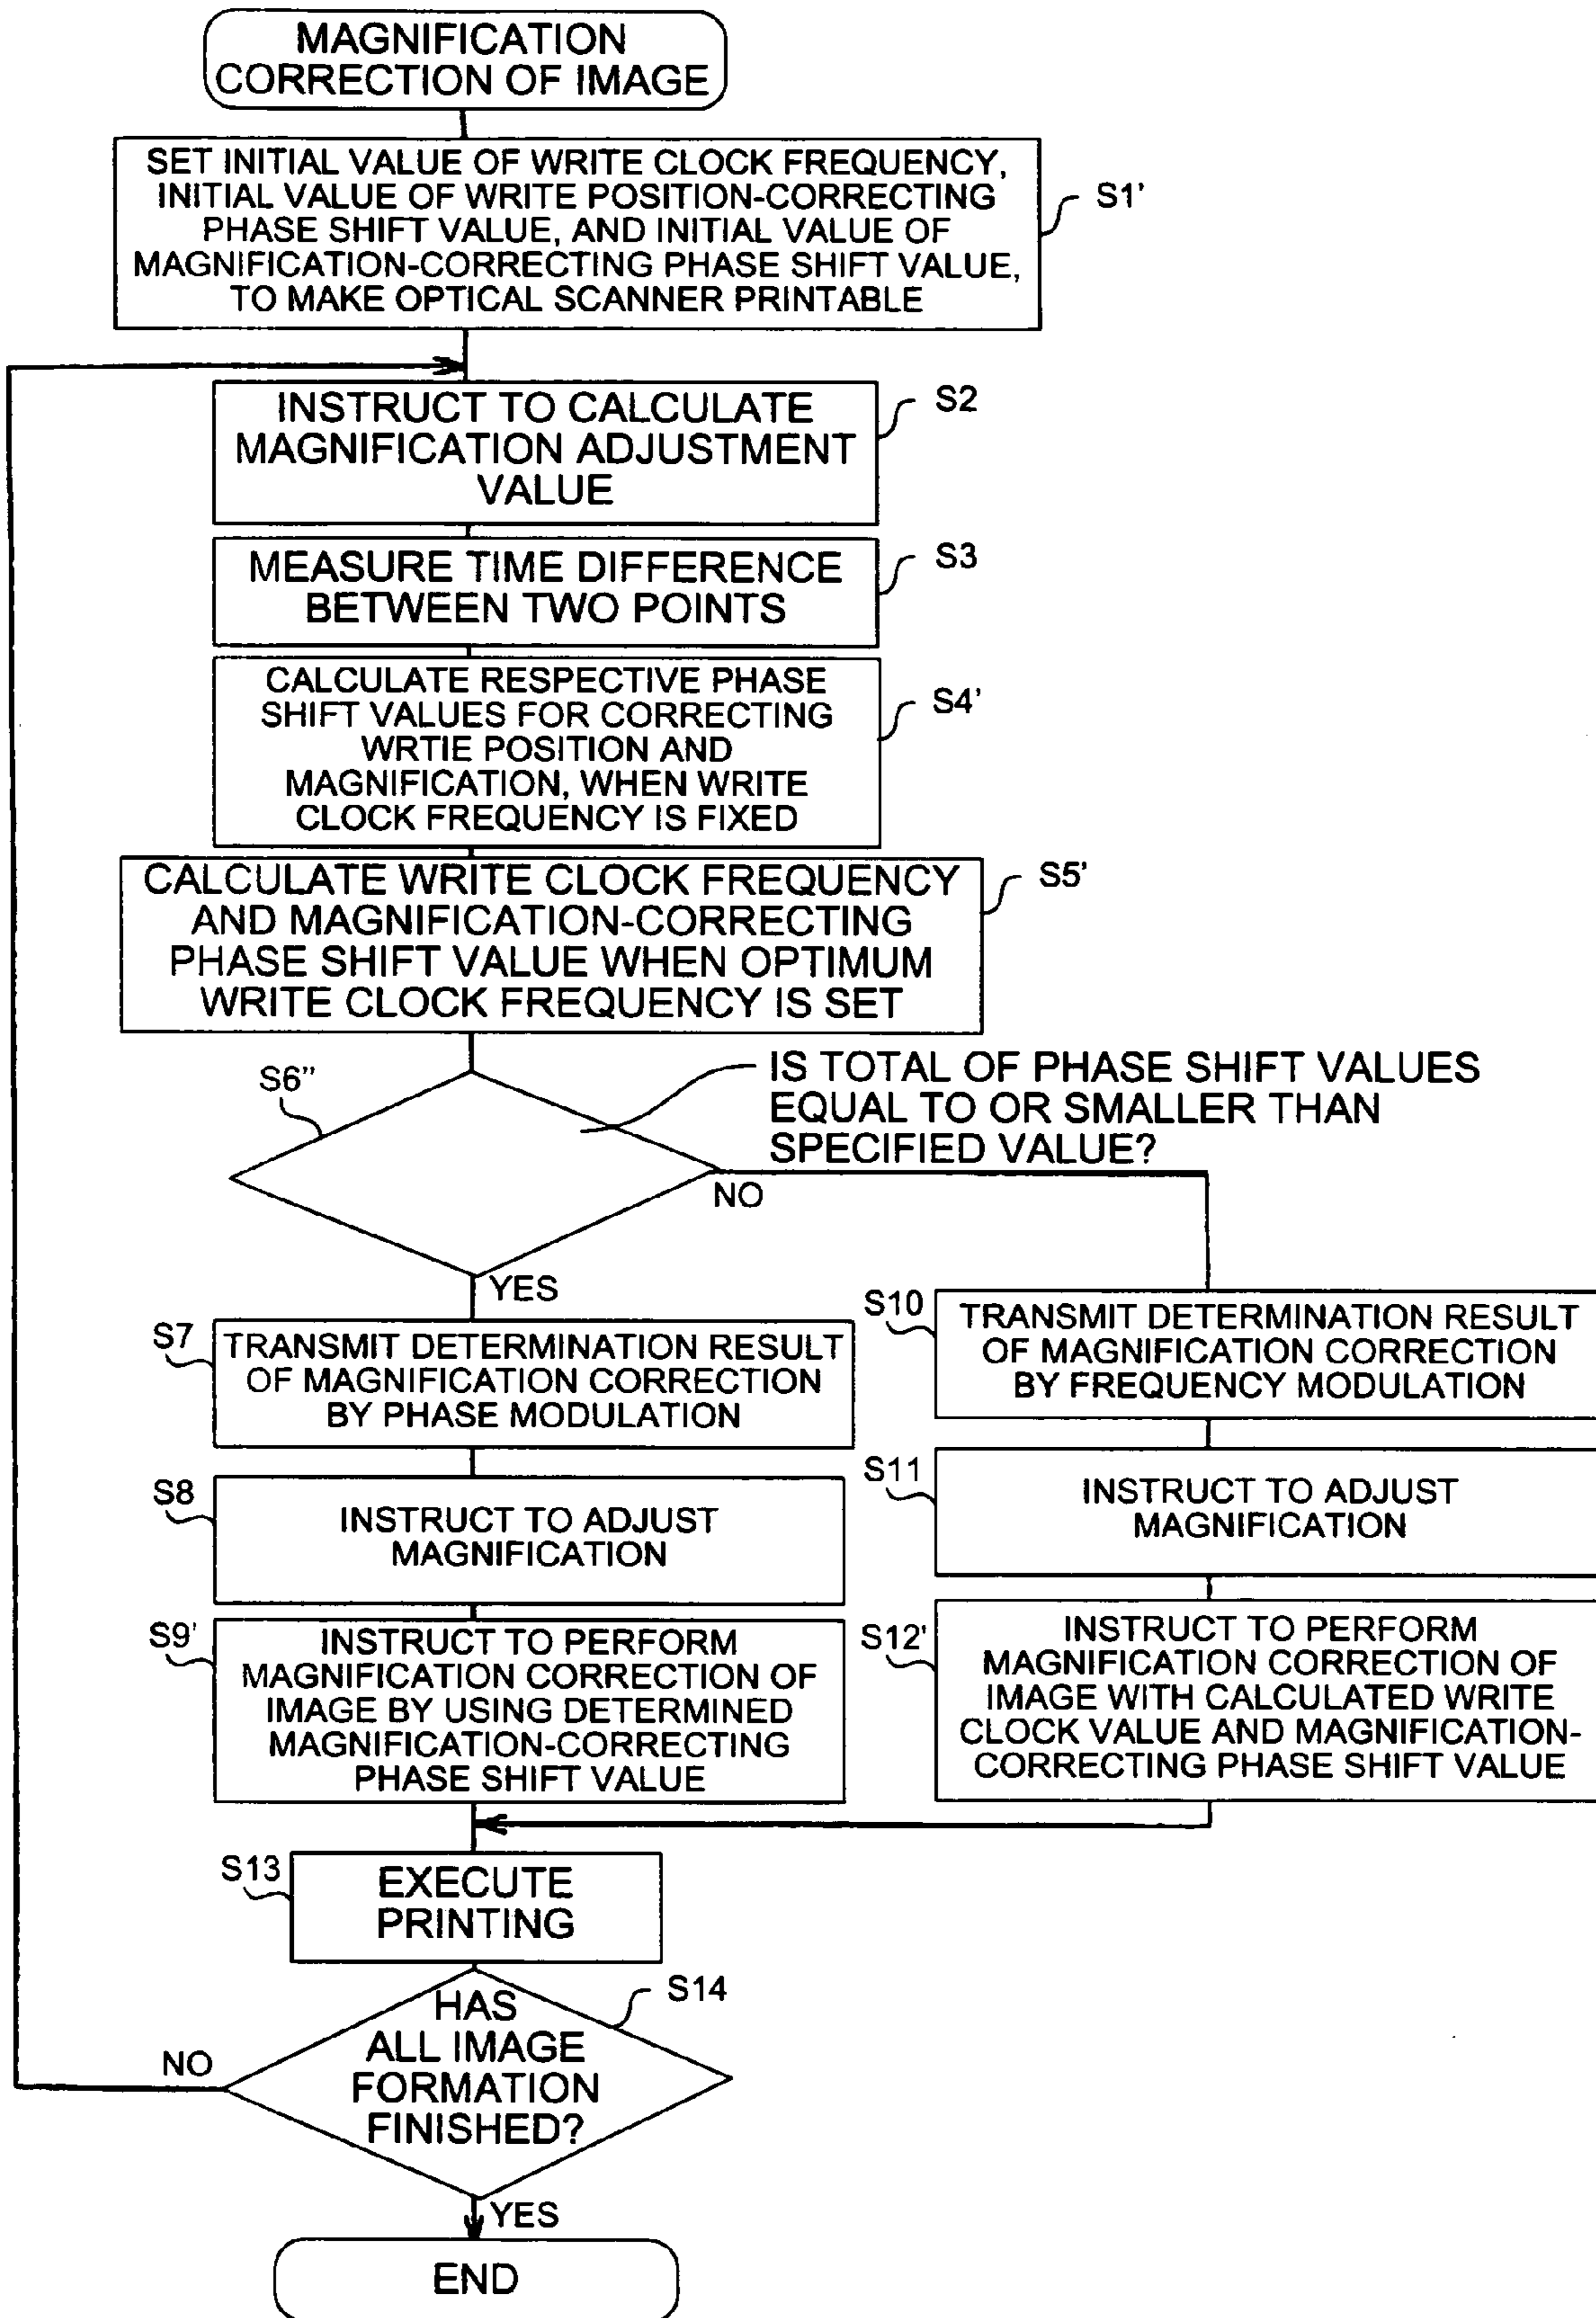 MAGNIFICATION
CORRECTION OF IMAGE
SET INITIAL VALUE OF WRITE CLOCK FREQUENCY,
INITIAL VALUE OF WRITE POSITION-CORRECTING
PHASE SHIFT VALUE, AND INITIAL VALUE OF
MAGNIFICATION-CORRECTING PHASE SHIFT VALUE,
TO MAKE OPTICAL SCANNER PRINTABLE
S1'
INSTRUCT TO CALCULATE
MAGNIFICATION ADJUSTMENT
VALUE
S2
MEASURE TIME DIFFERENCE
BETWEEN TWO POINTS
S3
CALCULATE RESPECTIVE PHASE
SHIFT VALUES FOR CORRECTING
WRTIE POSITION AND
MAGNIFICATION, WHEN WRITE
CLOCK FREQUENCY IS FIXED
S4'
CALCULATE WRITE CLOCK FREQUENCY
AND MAGNIFICATION-CORRECTING
PHASE SHIFT VALUE WHEN OPTIMUM
WRITE CLOCK FREQUENCY IS SET
S5'
S6"
IS TOTAL OF PHASE SHIFT VALUES
EQUAL TO OR SMALLER THAN
SPECIFIED VALUE?
NO
YES
S7
TRANSMIT DETERMINATION RESULT
OF MAGNIFICATION CORRECTION
BY PHASE MODULATION
S8
INSTRUCT TO ADJUST
MAGNIFICATION
S9'
INSTRUCT TO PERFORM
MAGNIFICATION CORRECTION OF
IMAGE BY USING DETERMINED
MAGNIFICATION-CORRECTING
PHASE SHIFT VALUE
S10
TRANSMIT DETERMINATION RESULT
OF MAGNIFICATION CORRECTION
BY FREQUENCY MODULATION
S11
INSTRUCT TO ADJUST
MAGNIFICATION
S12'
INSTRUCT TO PERFORM
MAGNIFICATION CORRECTION OF
IMAGE WITH CALCULATED WRITE
CLOCK VALUE AND MAGNIFICATION-
CORRECTING PHASE SHIFT VALUE
S13
EXECUTE
PRINTING
S14
HAS
ALL IMAGE
FORMATION
FINISHED?
NO
YES
END